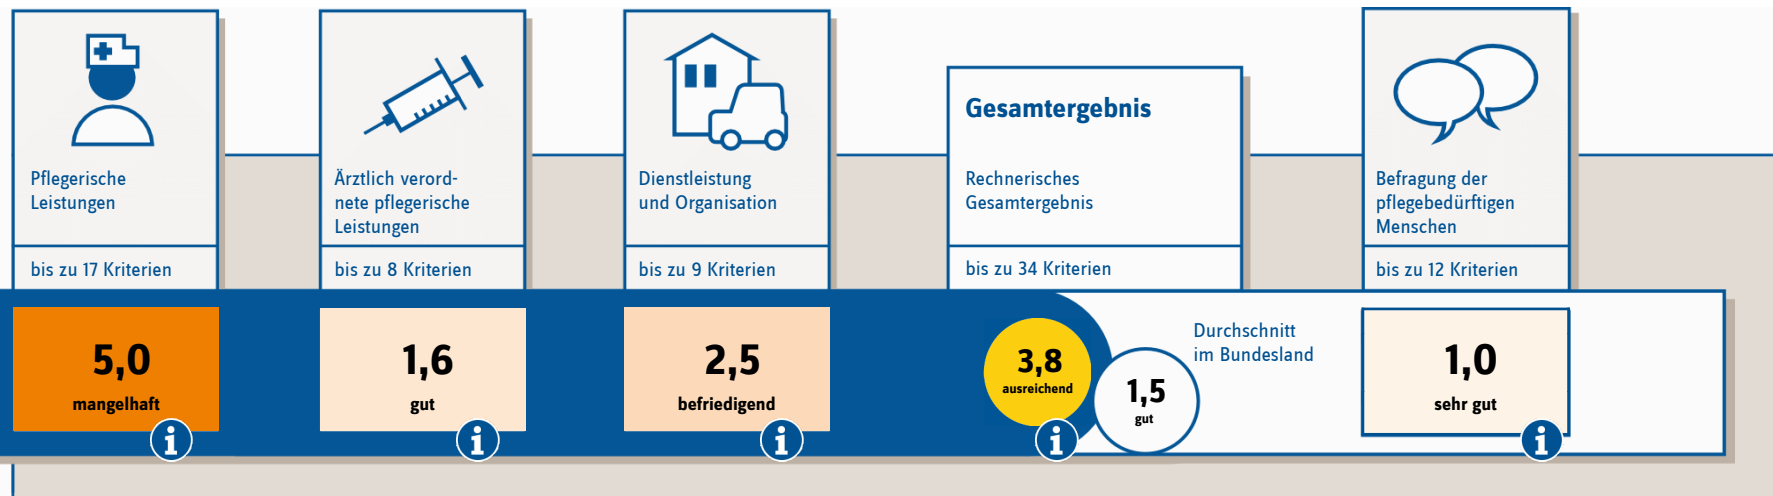 Pflegerische
Leistungen
bis zu 17 Kriterien
5,0
mangelhaft
i
Ärztlich verord-
nete pflegerische
Leistungen
bis zu 8 Kriterien
1,6
gut
i
Dienstleistung
und Organisation
bis zu 9 Kriterien
2,5
befriedigend
i
Gesamtergebnis
Rechnerisches
Gesamtergebnis
bis zu 34 Kriterien
3,8
ausreichend
i
1,5
gut
Durchschnitt
im Bundesland
Befragung der
pflegebedürftigen
Menschen
bis zu 12 Kriterien
1,0
sehr gut
i